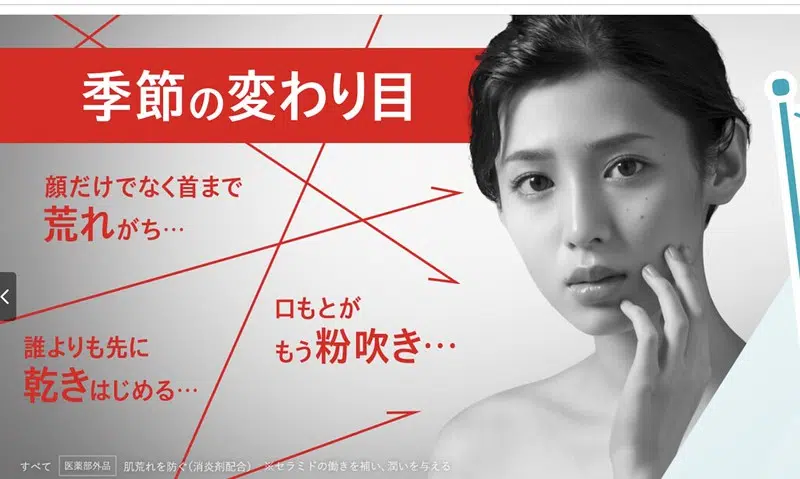 季節の変わり目
顔だけでなく首まで
荒れがち…
口もとが
もう粉吹き…
誰よりも先に
乾きはじめる…
すべて 医薬部外品 肌荒れを防ぐ（消炎剤配合） ※セラミドの働きを補い、潤いを与える